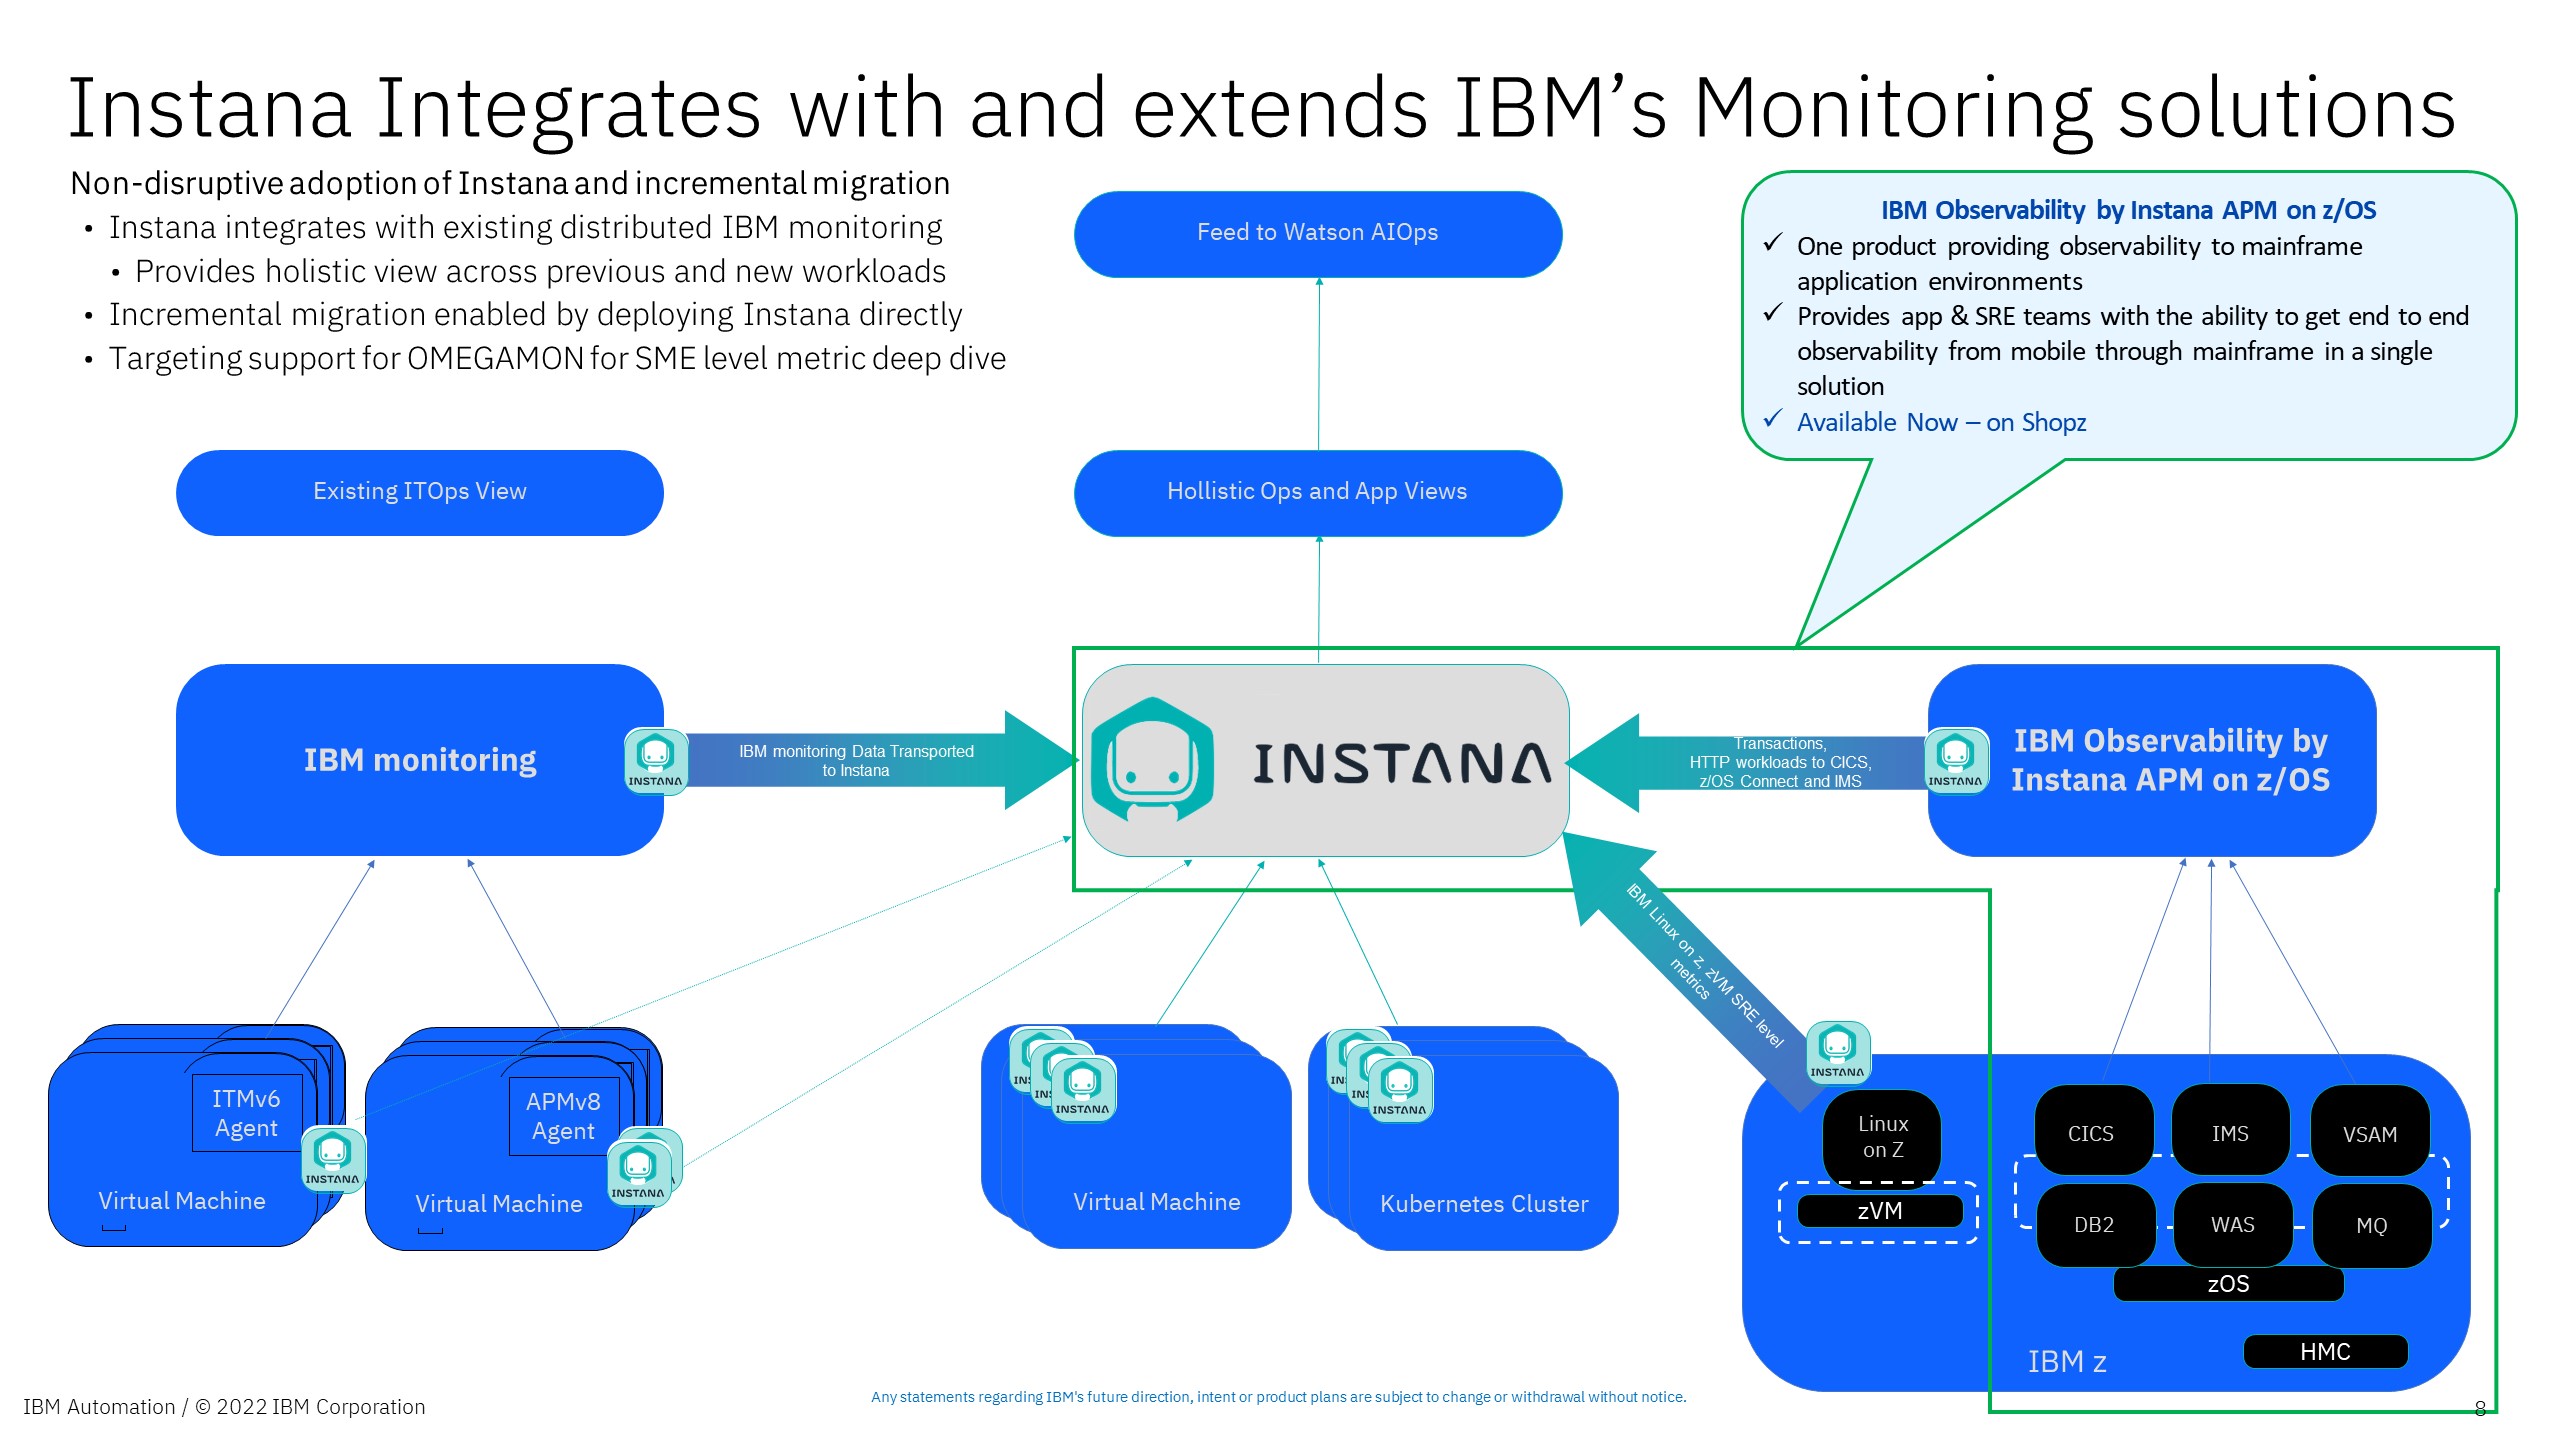 Instana Integrates with and extends IBM’s Monitoring solutions
Non-disruptive adoption of Instana and incremental migration
• Instana integrates with existing distributed IBM monitoring
• Provides holistic view across previous and new workloads
• Incremental migration enabled by deploying Instana directly
• Targeting support for OMEGAMON for SME level metric deep dive
Feed to Watson AIOps
IBM Observability by Instana APM on z/OS
✓ One product providing observability to mainframe
application environments
✓ Provides app & SRE teams with the ability to get end to end
observability from mobile through mainframe in a single
solution
✓ Available Now – on Shopz
Existing ITOps View
Hollistic Ops and App Views
IBM monitoring
INSTANA
IBM monitoring Data Transported
to Instana
INSTANA
Transactions,
HTTP workloads to CICS,
z/OS Connect and IMS
INSTANA
IBM Observability by
Instana APM on z/OS
IBM Linux on z, zVM SRE level
metrics
ITMv6
Agent
Virtual Machine
INSTANA
APMv8
Agent
Virtual Machine
INSTANA
INSTANA
Virtual Machine
INSTANA
Kubernetes Cluster
INSTANA
Linux
on Z
zVM
CICS
IMS
VSAM
DB2
WAS
MQ
zOS
HMC
IBM z
IBM Automation / © 2022 IBM Corporation
Any statements regarding IBM's future direction, intent or product plans are subject to change or withdrawal without notice.
8